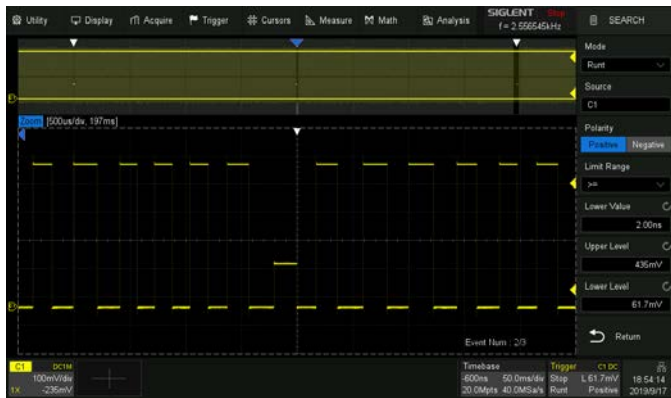 Utility
Display
Acquire
Trigger
Cursors
Measure
Math
Analysis
SIGLENT Stop
f = 2.556545kHz
SEARCH
Mode
Runt
Source
C1
Polarity
Positive Negative
Limit Range
>=
Lower Value
2.00ns
Upper Level
435mV
Lower Level
61.7mV
Return
Zoom [500us/div, 197ms]
Event Num : 2/3
C1 DC1M
100mV/div
1X -235mV
Timebase
-600ns 50.0ms/div
20.0Mpts 40.0MSa/s
Trigger C1 DC
Stop L 61.7mV
Runt Positive
18:54:14
2019/9/17